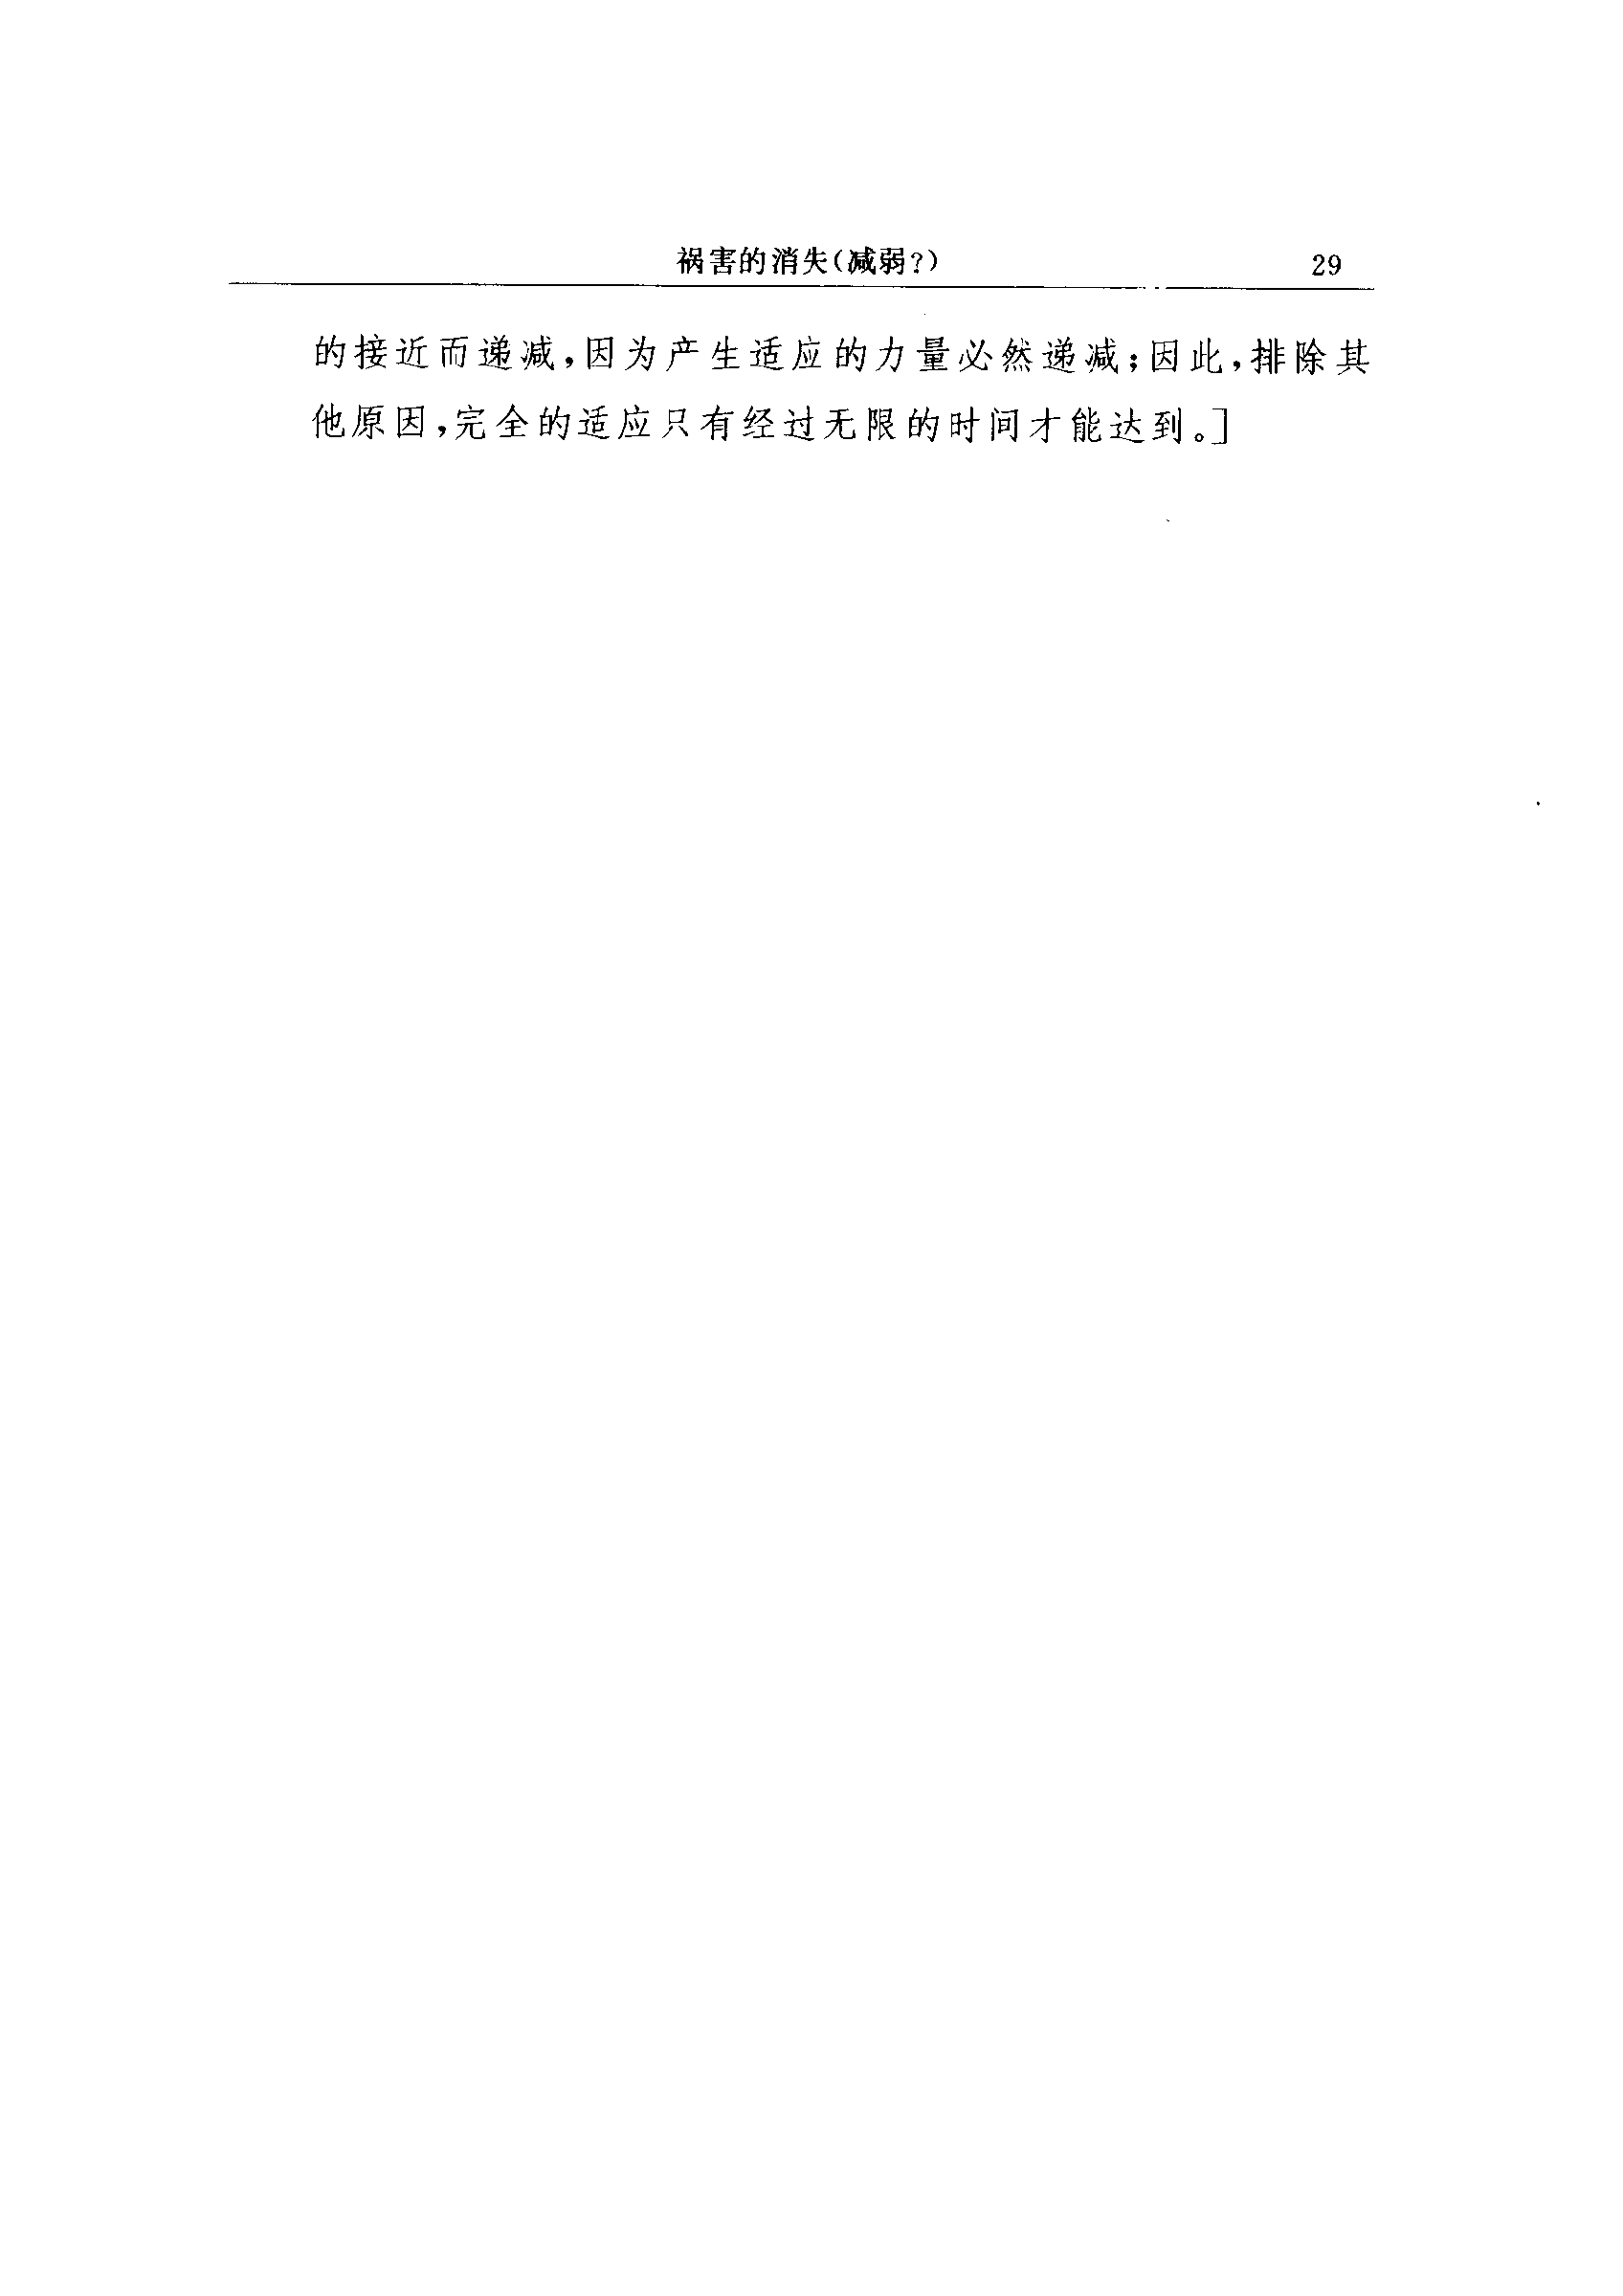 祸害的消失(减弱?) 29
的接近而递减,因为产生适应的力量必然递减;因此,排除其
他原因,完全的适应只有经过无限的时间才能达到。]